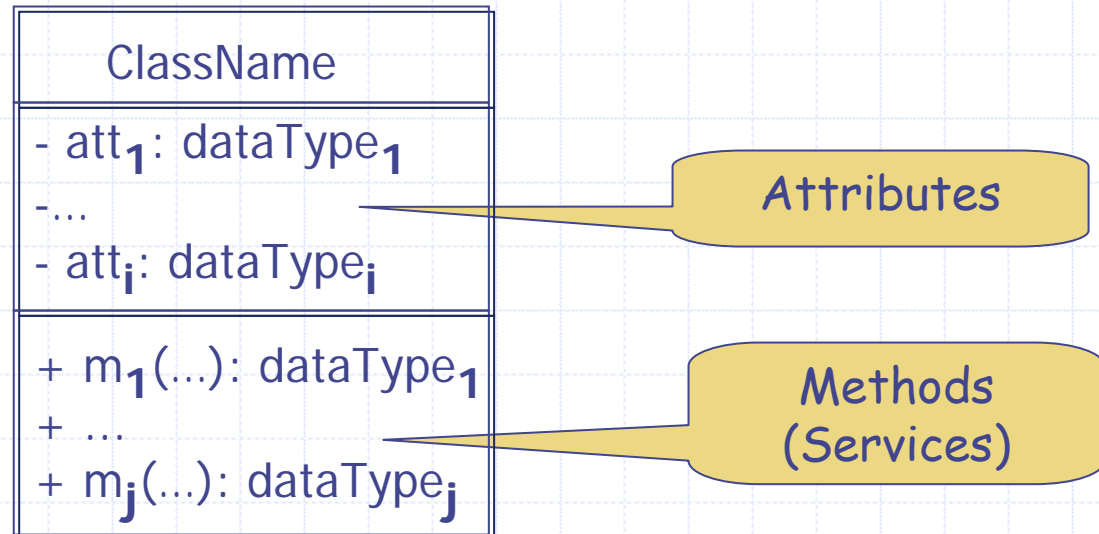 ClassName
- att₁: dataType₁
-...
- attᵢ: dataTypeᵢ
Attributes
+ m₁(...): dataType₁
+ ...
+ mⱼ(...): dataTypeⱼ
Methods
(Services)